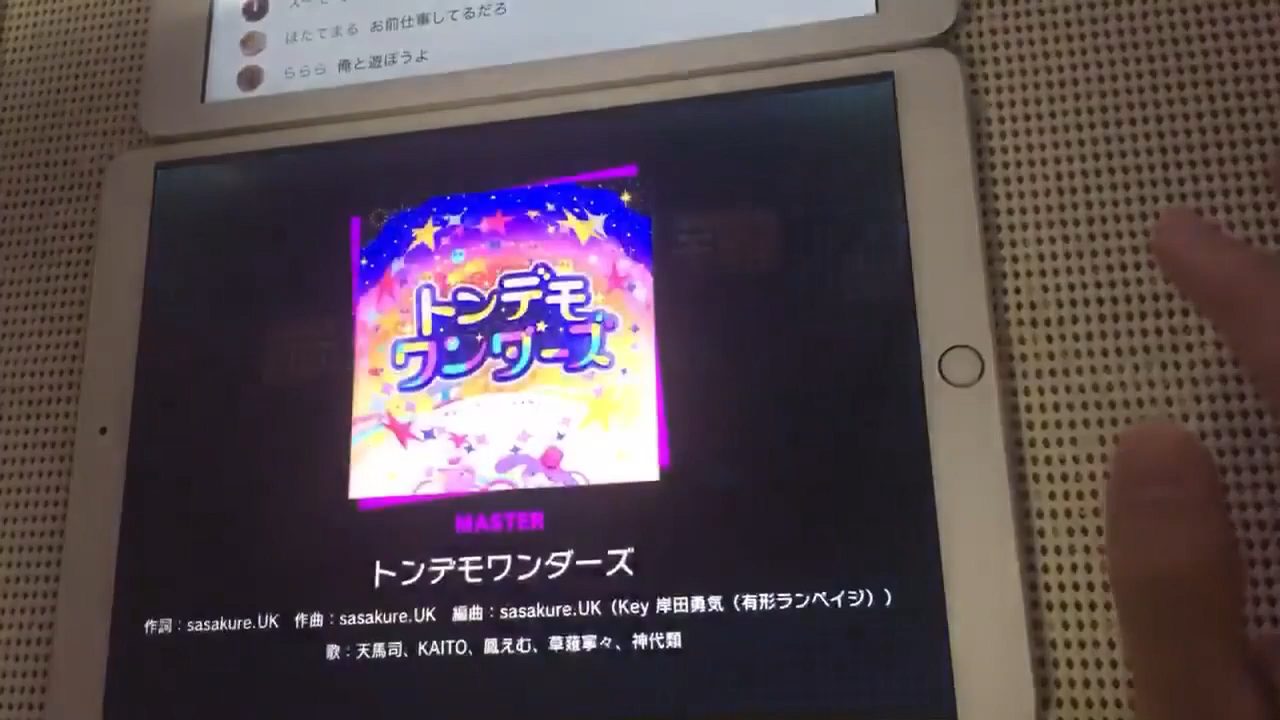 ほたてまる お前仕事してるだろ
ららら 俺と遊ぼうよ
トンデモ
ワンダーズ
MASTER
トンデモワンダーズ
作詞：sasakure.UK 作曲：sasakure.UK 編曲：sasakure.UK（Key 岸田勇気（有形ランペイジ））
歌：天馬司、KAITO、鳳えむ、草薙寧々、神代類